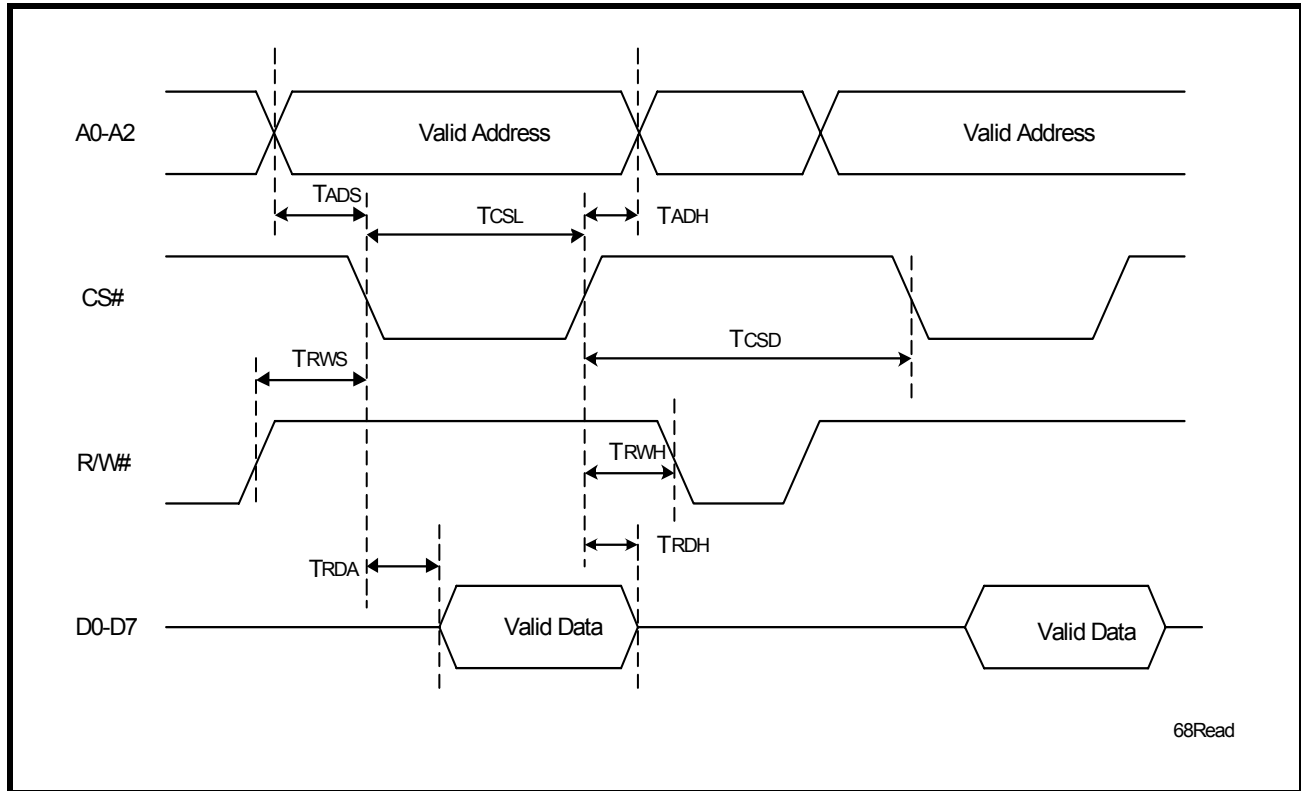 A0-A2
Valid Address
Valid Address
TADS
TCSL
TADH
CS#
TCSD
TRWS
R/W#
TRWH
TRDA
TRDH
D0-D7
Valid Data
Valid Data
68Read